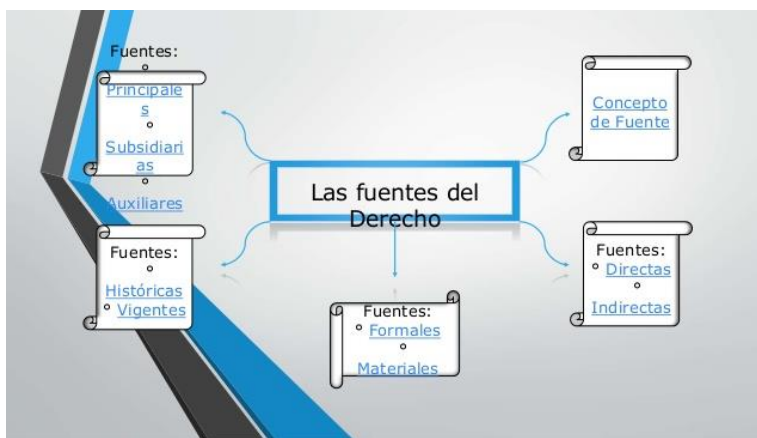 Fuentes:
Principale
s
Subsidiari
as
Auxiliares
Concepto
de Fuente
Las fuentes del
Derecho
Fuentes:
Históricas
Vigentes
Fuentes:
Formales
Materiales
Fuentes:
Directas
Indirectas